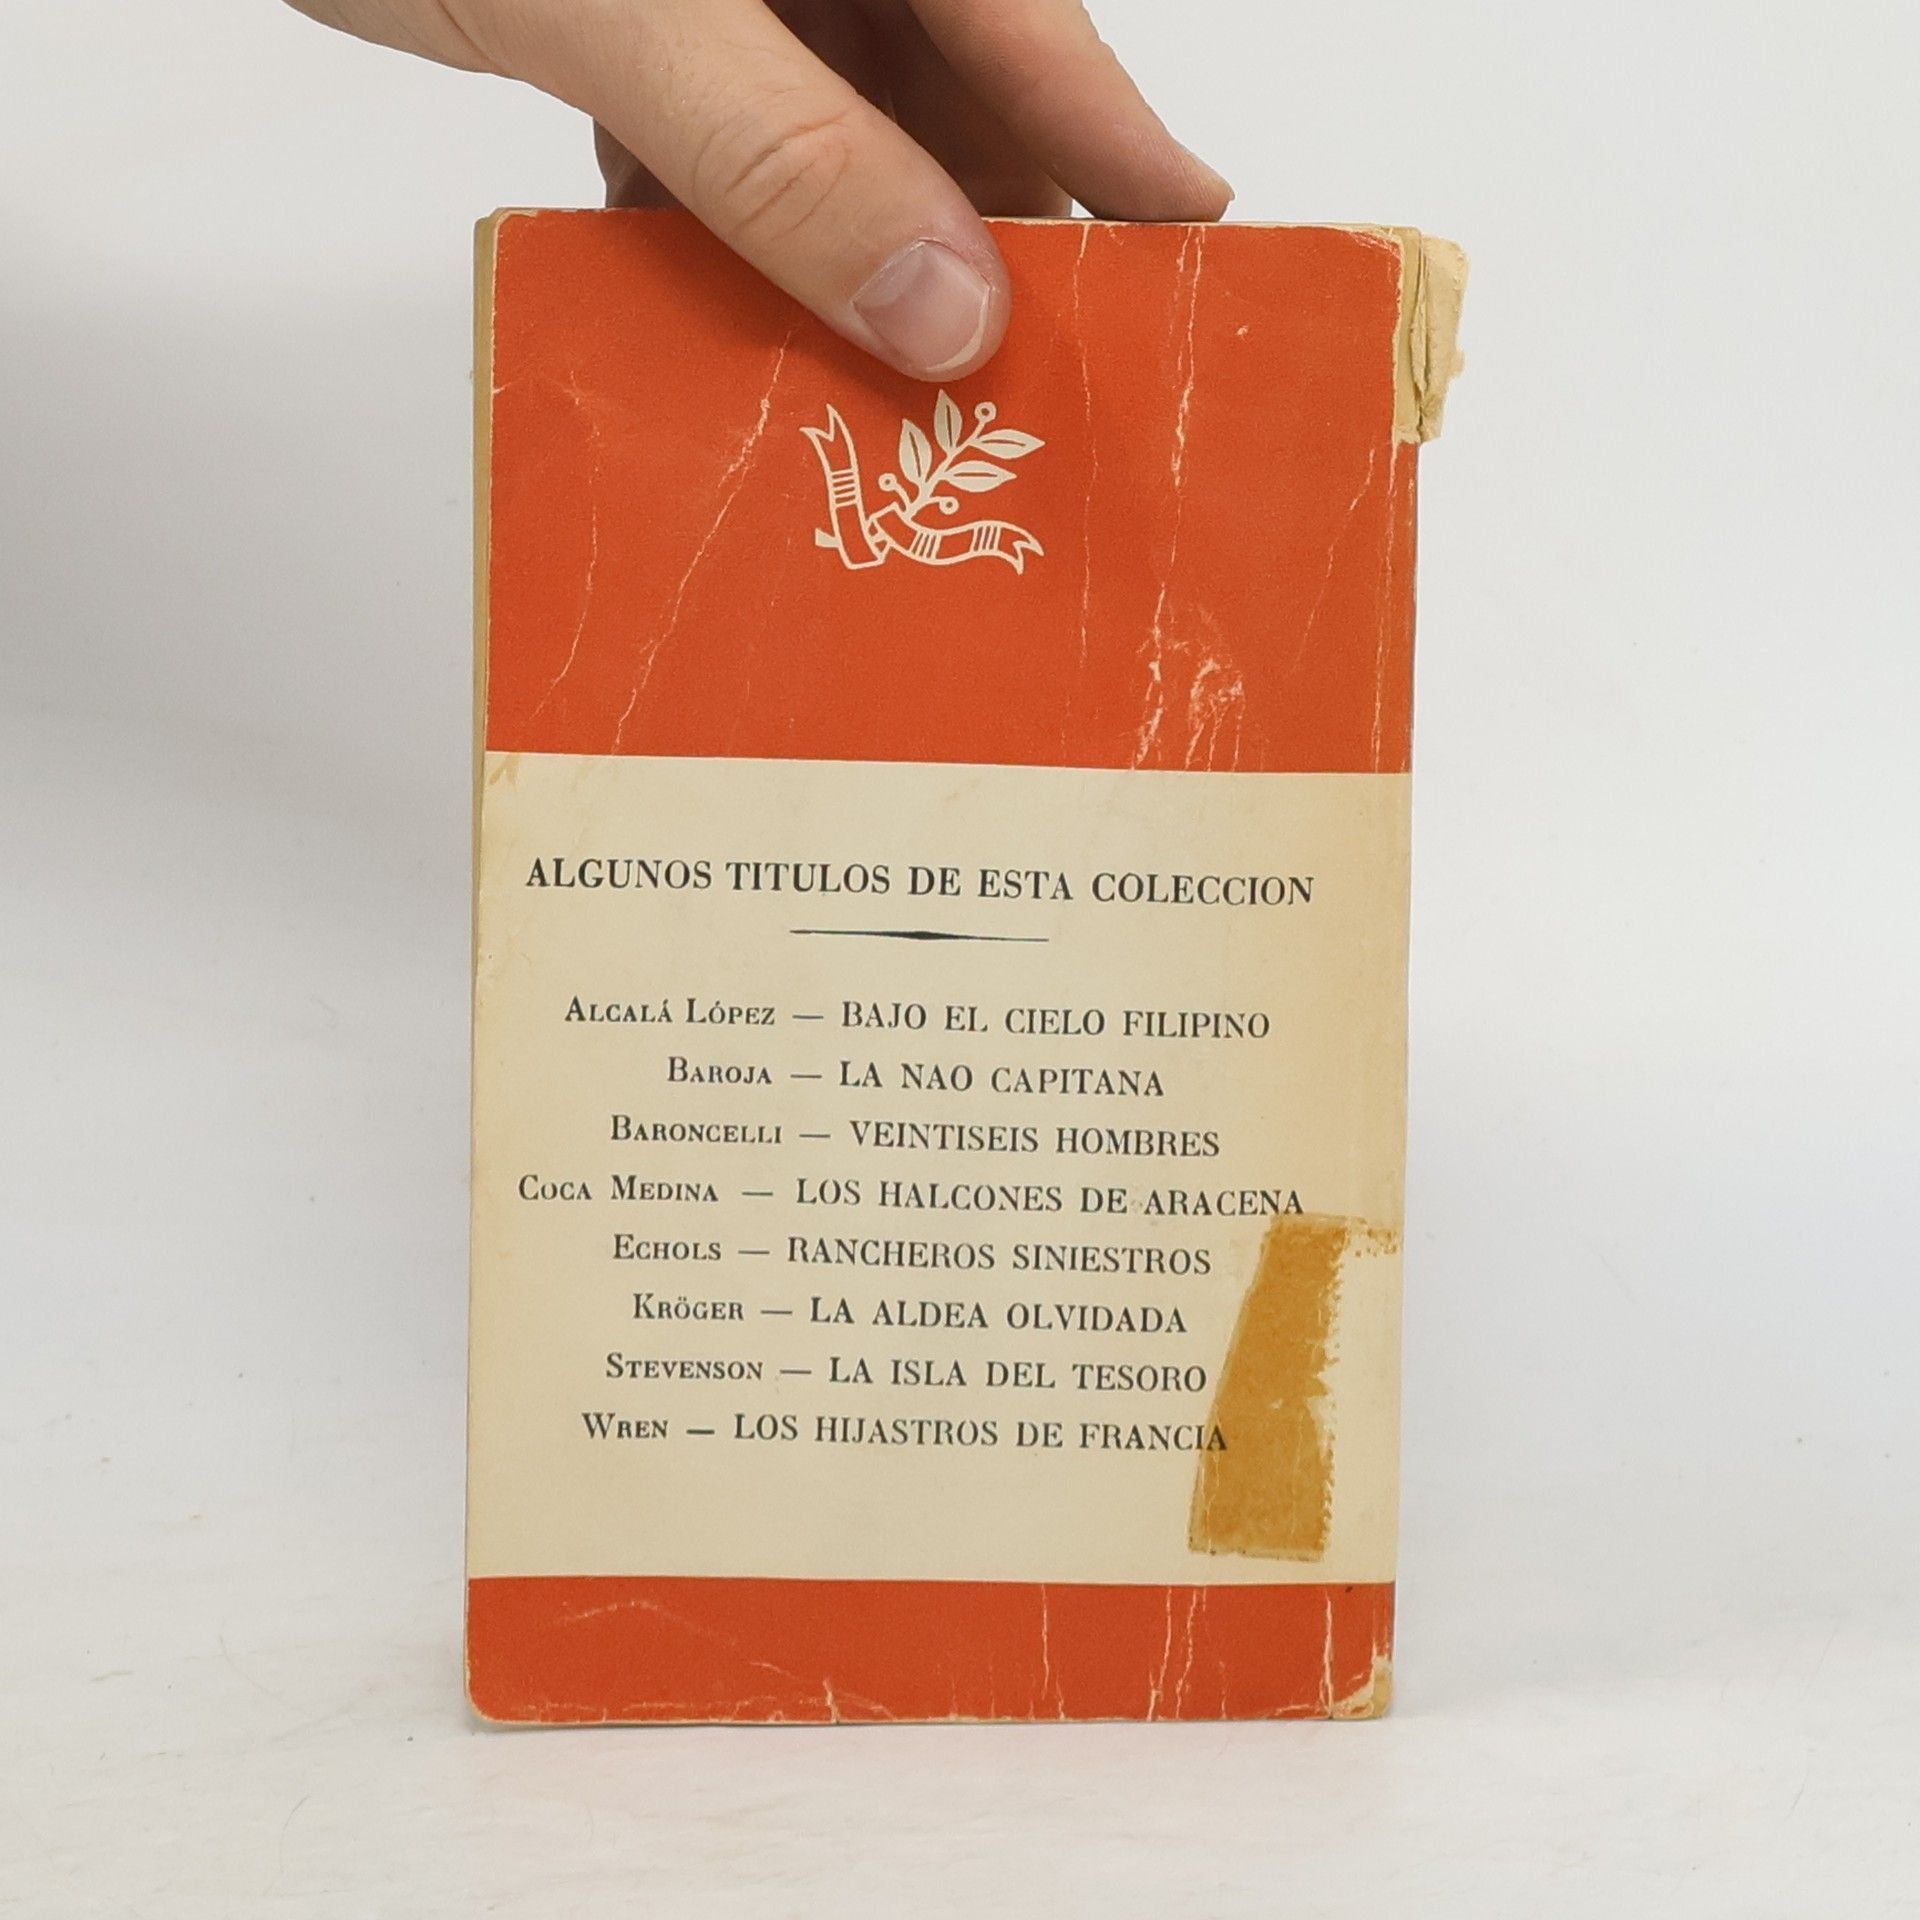 ALGUNOS TITULOS DE ESTA COLECCION
ALCALÁ LÓPEZ — BAJO EL CIELO FILIPINO
BAROJA — LA NAO CAPITANA
BARONCELLI — VEINTISEIS HOMBRES
COCA MEDINA — LOS HALCONES DE ARACENA
ECHOLS — RANCHEROS SINIESTROS
KRÖGER — LA ALDEA OLVIDADA
STEVENSON — LA ISLA DEL TESORO
WREN — LOS HIJASTROS DE FRANCIA